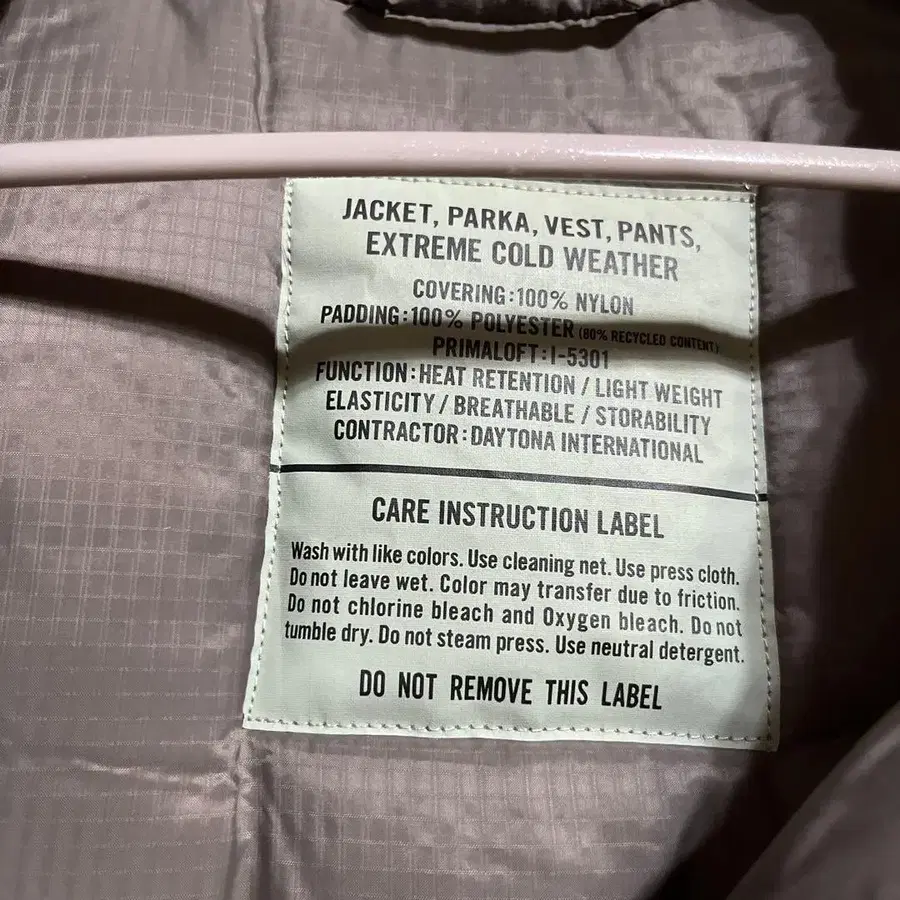 JACKET, PARKA, VEST, PANTS,
EXTREME COLD WEATHER
COVERING:100% NYLON
PADDING:100% POLYESTER (80% RECYCLED CONTENT)
PRIMALOFT:I-5301
FUNCTION:HEAT RETENTION / LIGHT WEIGHT
ELASTICITY / BREATHABLE / STORABILITY
CONTRACTOR:DAYTONA INTERNATIONAL
CARE INSTRUCTION LABEL
Wash with like colors. Use cleaning net. Use press cloth.
Do not leave wet. Color may transfer due to friction.
Do not chlorine bleach and Oxygen bleach. Do not
tumble dry. Do not steam press. Use neutral detergent.
DO NOT REMOVE THIS LABEL